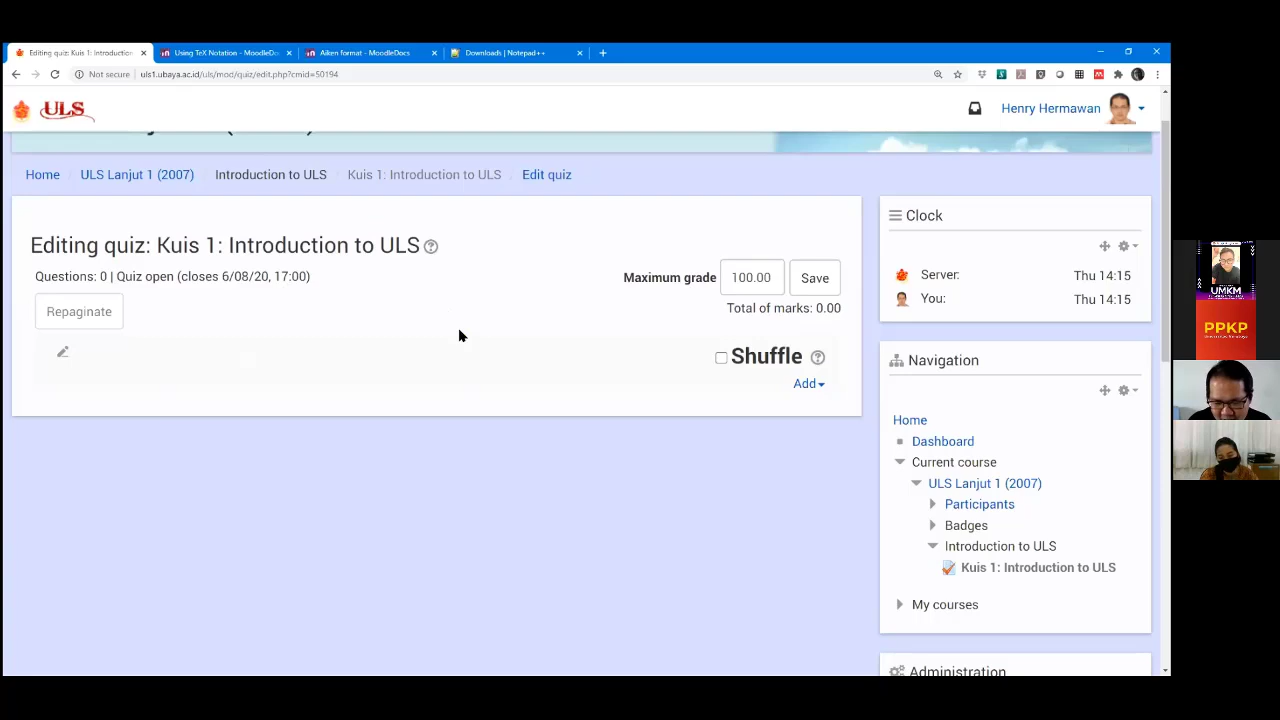 Editing quiz: Kuis 1: Introduction
Using TeX Notation - MoodleDo
Aiken format - MoodleDocs
Downloads | Notepad++
Not secure
uls1.ubaya.ac.id/uls/mod/quiz/edit.php?cmid=50194
ULS
Henry Hermawan
Home
ULS Lanjut 1 (2007)
Introduction to ULS
Kuis 1: Introduction to ULS
Edit quiz
Editing quiz: Kuis 1: Introduction to ULS
Questions: 0 | Quiz open (closes 6/08/20, 17:00)
Maximum grade
100.00
Save
Total of marks: 0.00
Repaginate
Shuffle
Add
Clock
Server:
Thu 14:15
You:
Thu 14:15
Navigation
Home
Dashboard
Current course
ULS Lanjut 1 (2007)
Participants
Badges
Introduction to ULS
Kuis 1: Introduction to ULS
My courses
Administration
UMKM
PPKP